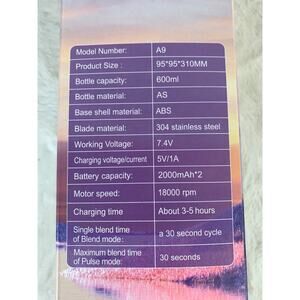 Model Number: A9
Product Size : 95*95*310MM
Bottle capacity: 600ml
Bottle material: AS
Base shell material: ABS
Blade material: 304 stainless steel
Working Voltage: 7.4V
Charging voltage/current 5V/1A
Battery capacity: 2000mAh*2
Motor speed: 18000 rpm
Charging time About 3-5 hours
Single blend time
of Blend mode: a 30 second cycle
Maximum blend time
of Pulse mode: 30 seconds